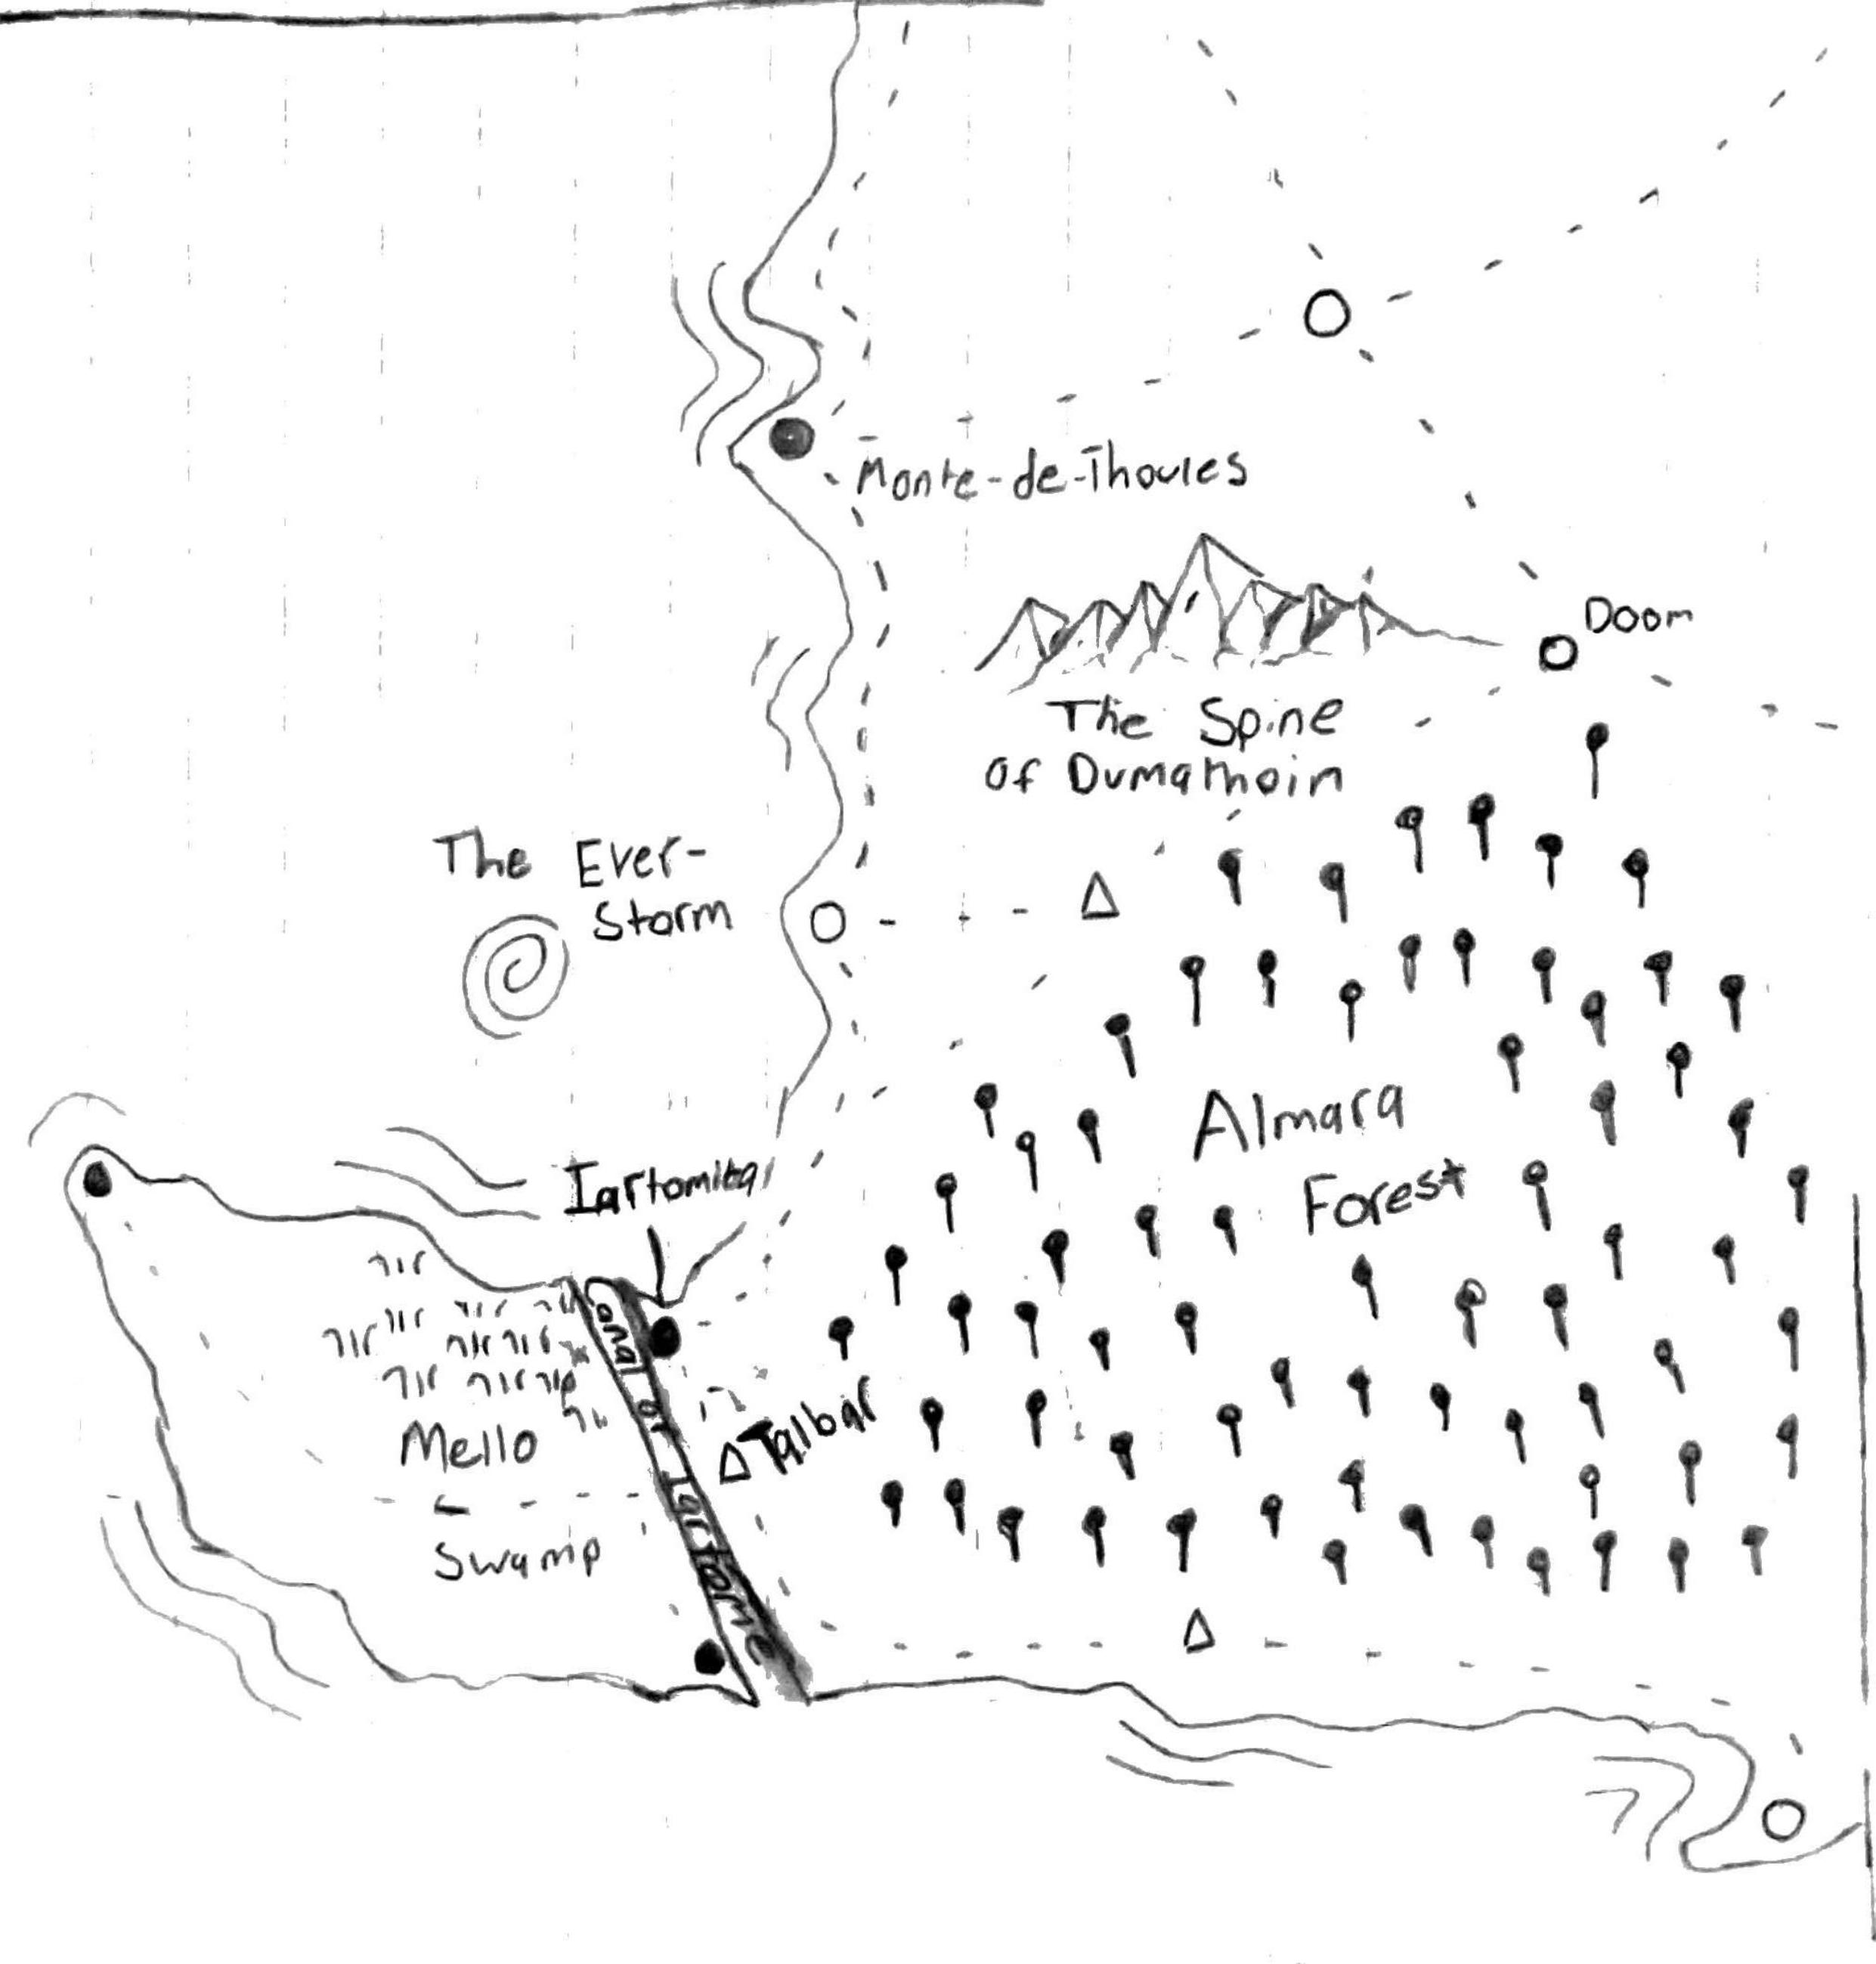 Monte-de-Thoules
Doom
The Spine
of Dumathoin
The Ever-
Storm
Almara
Forest
Iartomita
Canal of Iartome
Talbar
Mello
Swamp